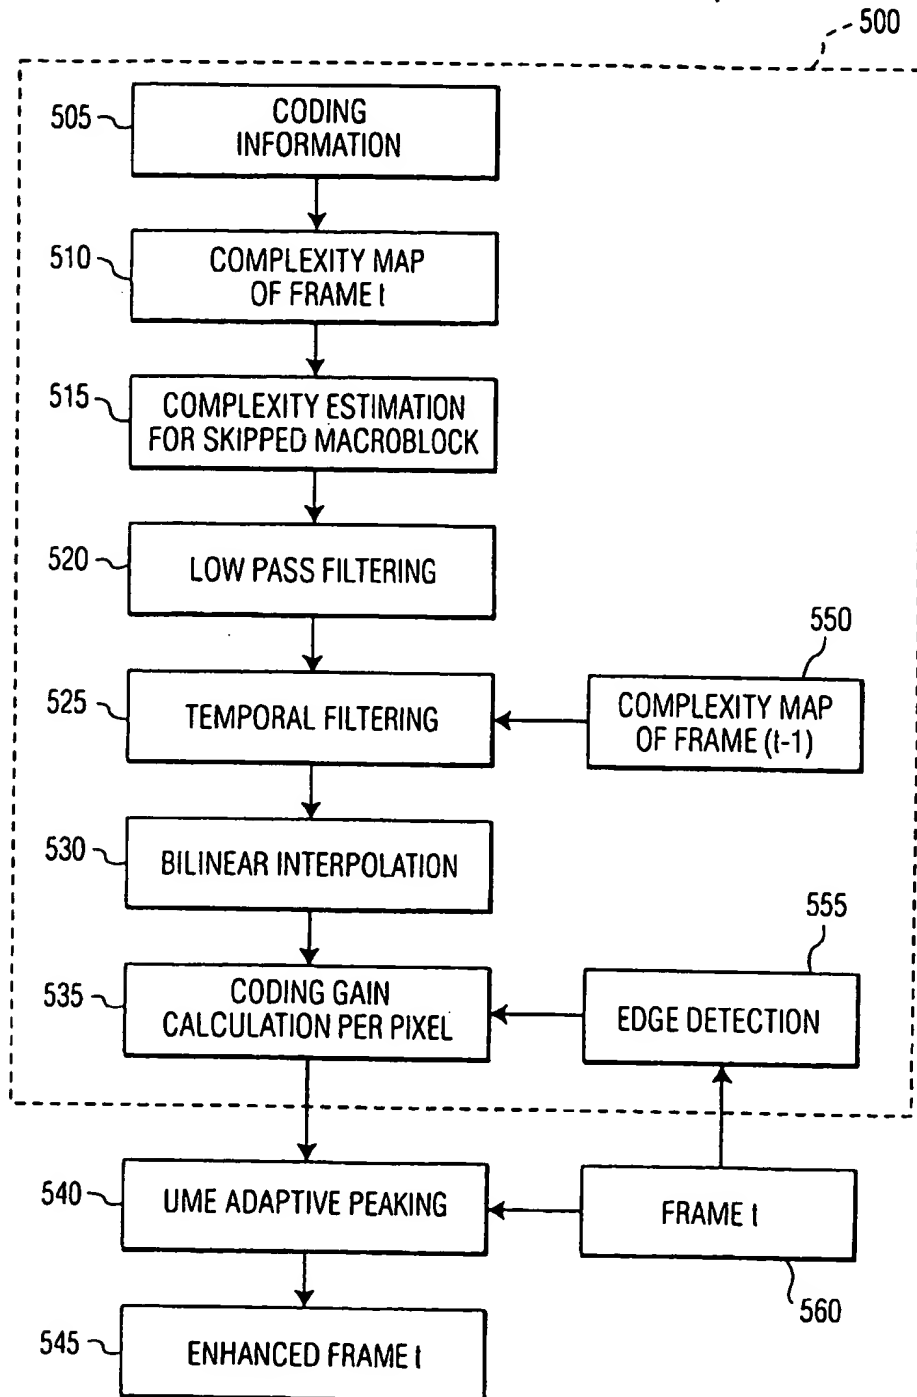 500
505
CODING
INFORMATION
510
COMPLEXITY MAP
OF FRAME t
515
COMPLEXITY ESTIMATION
FOR SKIPPED MACROBLOCK
520
LOW PASS FILTERING
550
525
TEMPORAL FILTERING
COMPLEXITY MAP
OF FRAME (t-1)
530
BILINEAR INTERPOLATION
555
535
CODING GAIN
CALCULATION PER PIXEL
EDGE DETECTION
540
UME ADAPTIVE PEAKING
FRAME t
560
545
ENHANCED FRAME t